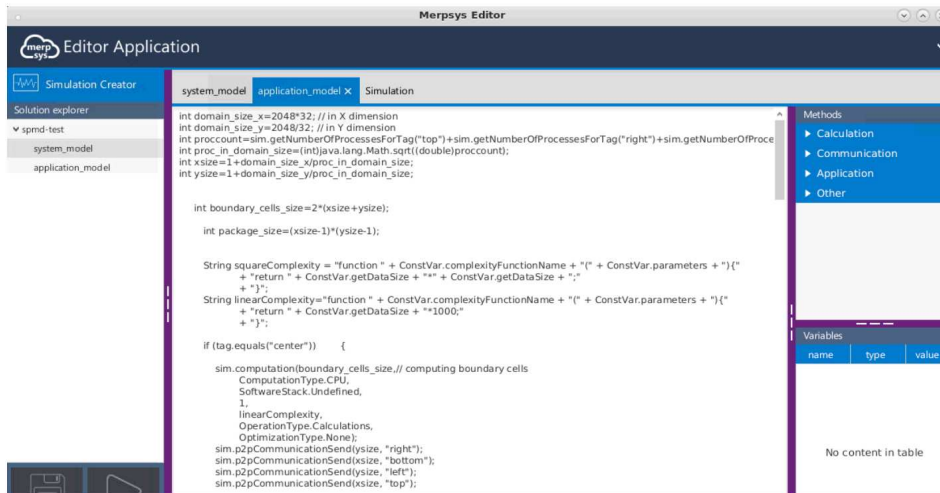 Merpsys Editor
merp
sys
Editor Application
Simulation Creator
Solution explorer
spmd-test
system_model
application_model
system_model
application_model
Simulation
int domain_size_x=2048*32; // in X dimension
int domain_size_y=2048/32; // in Y dimension
int proccount=sim.getNumberOfProcessesForTag("top")+sim.getNumberOfProcessesForTag("right")+sim.getNumberOfProce
int proc_in_domain_size=(int)java.lang.Math.sqrt((double)proccount);
int xsize=1+domain_size_x/proc_in_domain_size;
int ysize=1+domain_size_y/proc_in_domain_size;
int boundary_cells_size=2*(xsize+ysize);
int package_size=(xsize-1)*(ysize-1);
String squareComplexity = "function " + ConstVar.complexityFunctionName + "(" + ConstVar.parameters + "){"
+ "return " + ConstVar.getDataSize + "*" + ConstVar.getDataSize + ";"
+ "}";
String linearComplexity="function " + ConstVar.complexityFunctionName + "(" + ConstVar.parameters + "){"
+ "return " + ConstVar.getDataSize + "*1000;"
+ "}";
if (tag.equals("center")) {
sim.computation(boundary_cells_size,// computing boundary cells
ComputationType.CPU,
SoftwareStack.Undefined,
1,
linearComplexity,
OperationType.Calculations,
OptimizationType.None);
sim.p2pCommunicationSend(ysize, "right");
sim.p2pCommunicationSend(xsize, "bottom");
sim.p2pCommunicationSend(ysize, "left");
sim.p2pCommunicationSend(xsize, "top");
Methods
Calculation
Communication
Application
Other
Variables
name type value
No content in table